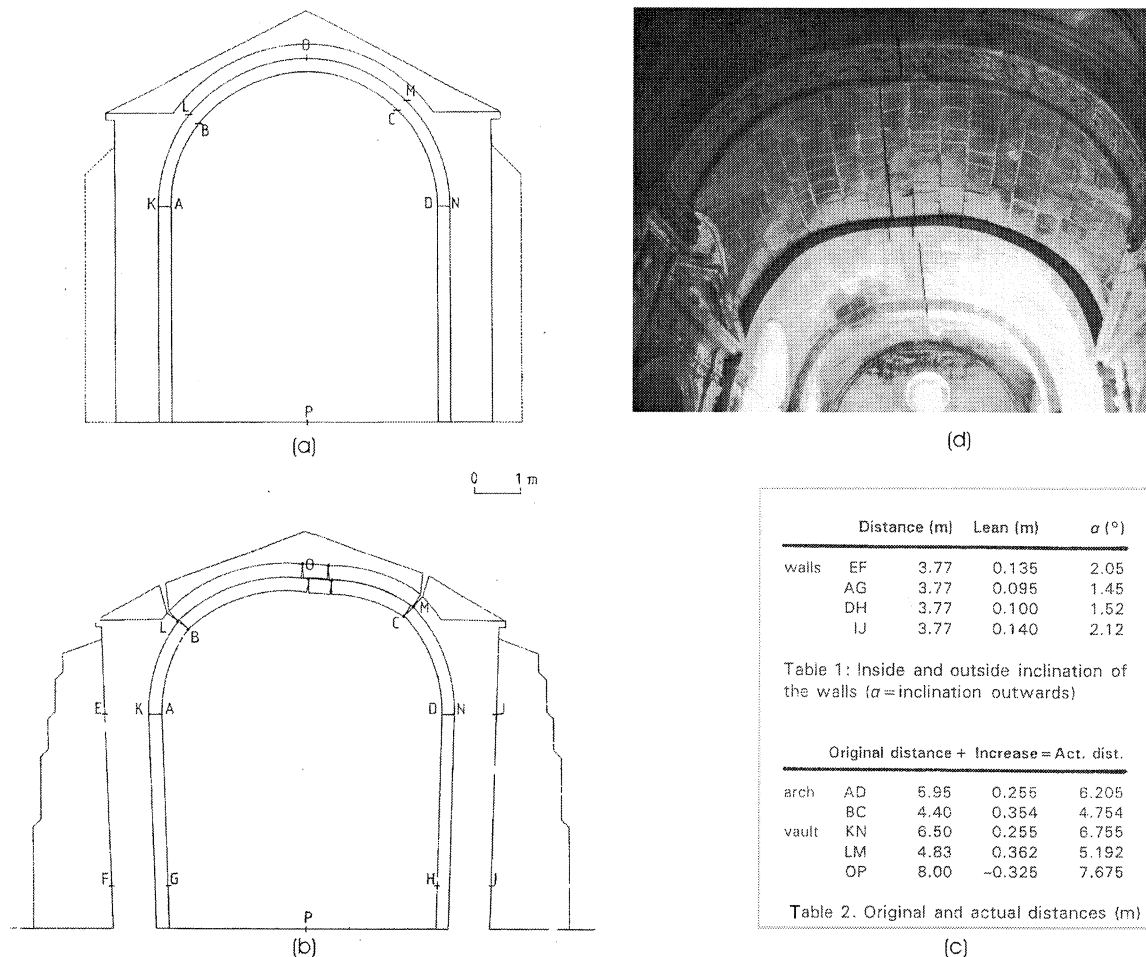 O
L
M
B
C
K A
D N
P
(a)
(d)
0 1 m
O
L
B
C
M
E
K A
D N
J
F
G
H
J
P
(b)
Distance (m) Lean (m) α (°)
walls EF 3.77 0.135 2.05
AG 3.77 0.095 1.45
DH 3.77 0.100 1.52
IJ 3.77 0.140 2.12
Table 1: Inside and outside inclination of
the walls (α=inclination outwards)
Original distance + Increase = Act. dist.
arch AD 5.95 0.255 6.205
BC 4.40 0.354 4.754
vault KN 6.50 0.255 6.755
LM 4.83 0.362 5.192
OP 8.00 -0.325 7.675
Table 2. Original and actual distances (m)
(c)